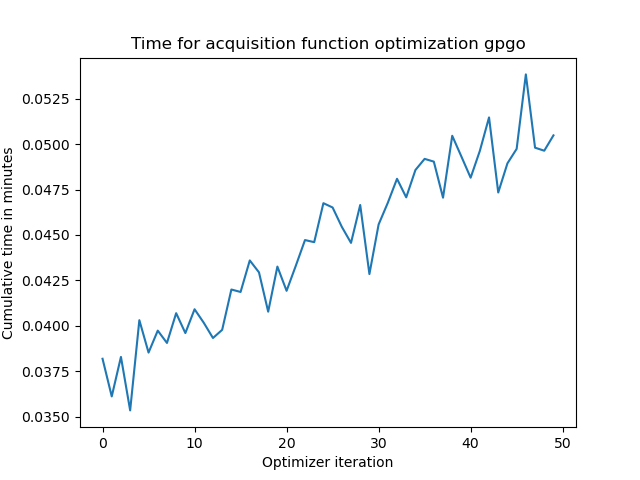 Time for acquisition function optimization gpgo
0.0525
0.0500
0.0475
0.0450
0.0425
0.0400
0.0375
0.0350
Cumulative time in minutes
0 10 20 30 40 50
Optimizer iteration